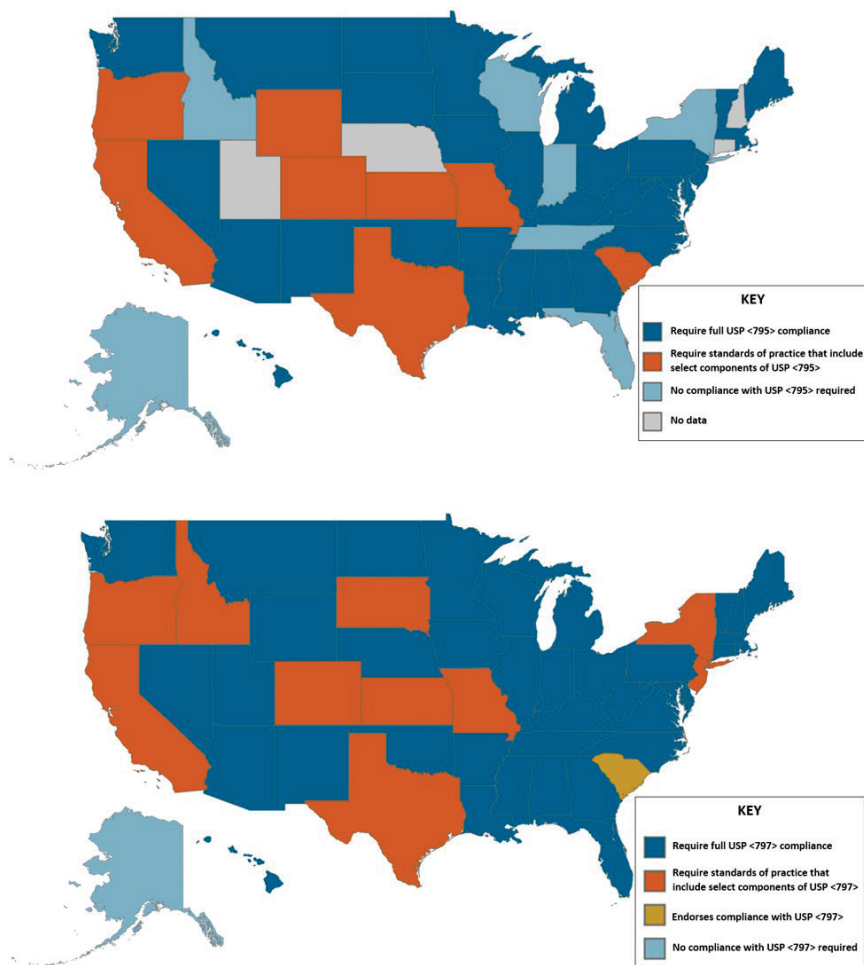 KEY
Require full USP <795> compliance
Require standards of practice that include
select components of USP <795>
No compliance with USP <795> required
No data
KEY
Require full USP <797> compliance
Require standards of practice that
include select components of USP <797>
Endorses compliance with USP <797>
No compliance with USP <797> required